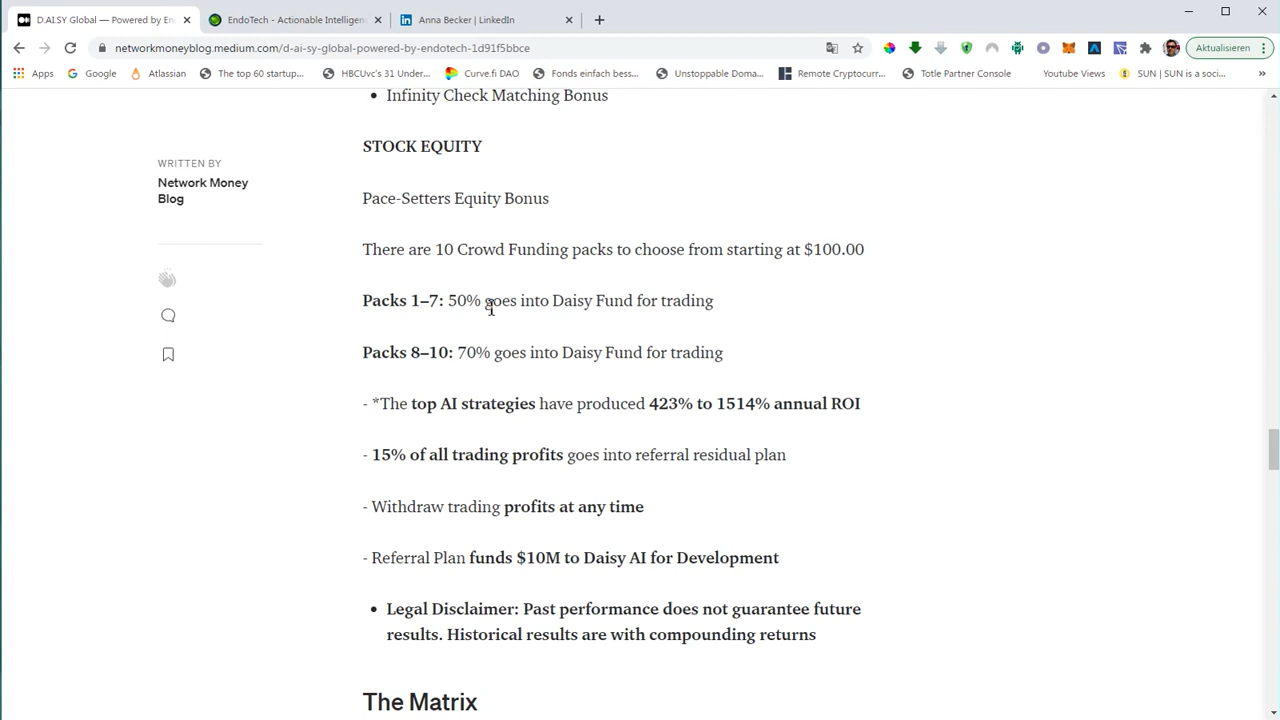 D.AI.SY Global — Powered by En
EndoTech - Actionable Intelligen
Anna Becker | LinkedIn
networkmoneyblog.medium.com/d-ai-sy-global-powered-by-endotech-1d91f5bbce
Aktualisieren
Apps
Google
Atlassian
The top 60 startup...
HBCUvc's 31 Under...
Curve.fi DAO
Fonds einfach bess...
Unstoppable Doma...
Remote Cryptocurr...
Totle Partner Console
Youtube Views
SUN | SUN is a soci...
»
• Infinity Check Matching Bonus
STOCK EQUITY
WRITTEN BY
Network Money
Blog
Pace-Setters Equity Bonus
There are 10 Crowd Funding packs to choose from starting at $100.00
Packs 1–7: 50% goes into Daisy Fund for trading
Packs 8–10: 70% goes into Daisy Fund for trading
- *The top AI strategies have produced 423% to 1514% annual ROI
- 15% of all trading profits goes into referral residual plan
- Withdraw trading profits at any time
- Referral Plan funds $10M to Daisy AI for Development
• Legal Disclaimer: Past performance does not guarantee future
results. Historical results are with compounding returns
The Matrix